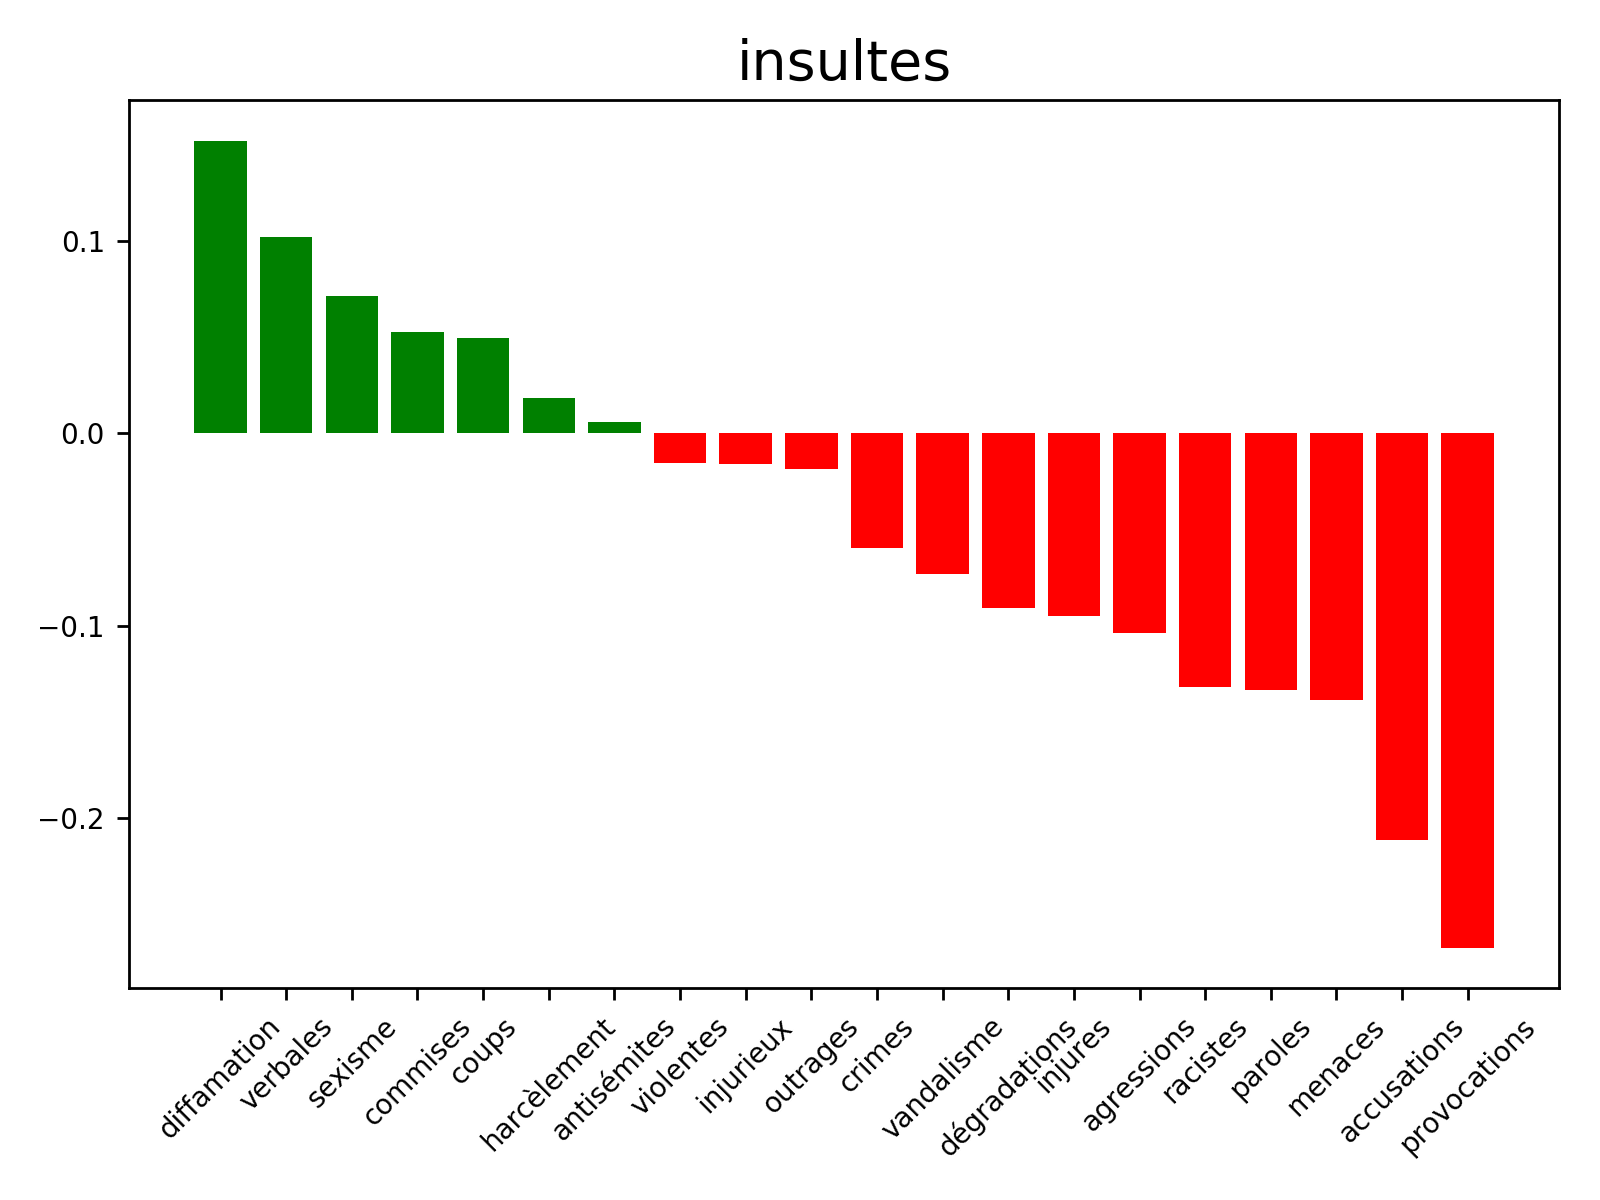 insultes
0.1
0.0
−0.1
−0.2
diffamation
verbales
sexisme
commises
coups
harcèlement
antisémites
violentes
injurieux
outrages
crimes
vandalisme
dégradations
injures
agressions
racistes
paroles
menaces
accusations
provocations